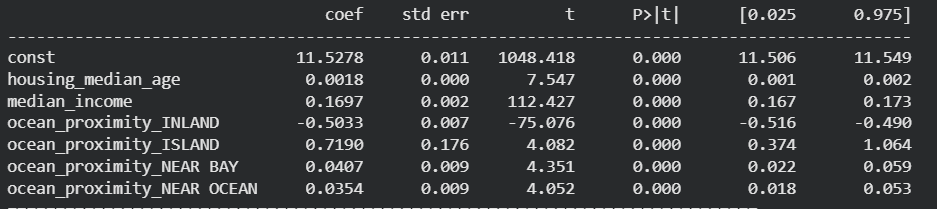 coef std err t P>|t| [0.025 0.975]
------------------------------------------------------------------------------------------
const 11.5278 0.011 1048.418 0.000 11.506 11.549
housing_median_age 0.0018 0.000 7.547 0.000 0.001 0.002
median_income 0.1697 0.002 112.427 0.000 0.167 0.173
ocean_proximity_INLAND -0.5033 0.007 -75.076 0.000 -0.516 -0.490
ocean_proximity_ISLAND 0.7190 0.176 4.082 0.000 0.374 1.064
ocean_proximity_NEAR BAY 0.0407 0.009 4.351 0.000 0.022 0.059
ocean_proximity_NEAR OCEAN 0.0354 0.009 4.052 0.000 0.018 0.053